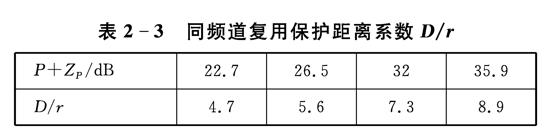 表 2-3 同频道复用保护距离系数 D/r
P+Z_P/dB 22.7 26.5 32 35.9
D/r 4.7 5.6 7.3 8.9